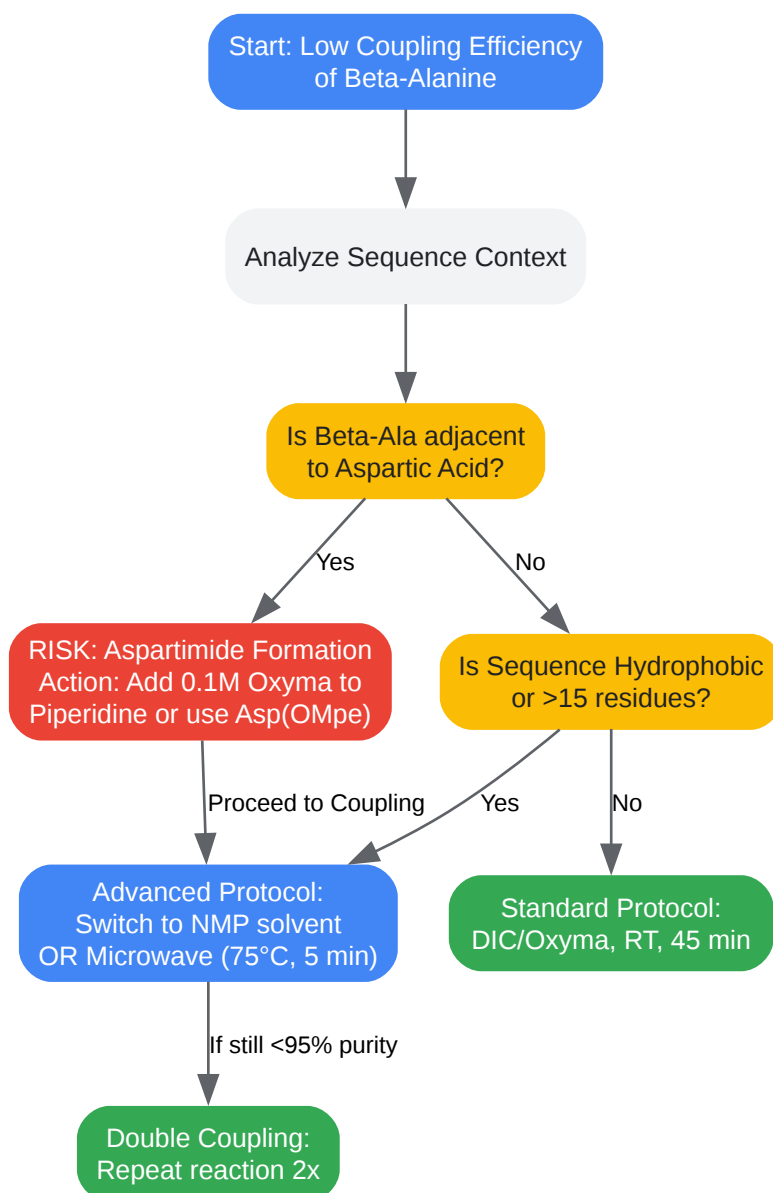 Start: Low Coupling Efficiency
of Beta-Alanine
Analyze Sequence Context
Is Beta-Ala adjacent
to Aspartic Acid?
Yes
No
RISK: Aspartimide Formation
Action: Add 0.1M Oxyma to
Piperidine or use Asp(OMpe)
Is Sequence Hydrophobic
or >15 residues?
Proceed to Coupling
Yes
No
Advanced Protocol:
Switch to NMP solvent
OR Microwave (75°C, 5 min)
Standard Protocol:
DIC/Oxyma, RT, 45 min
If still <95% purity
Double Coupling:
Repeat reaction 2x